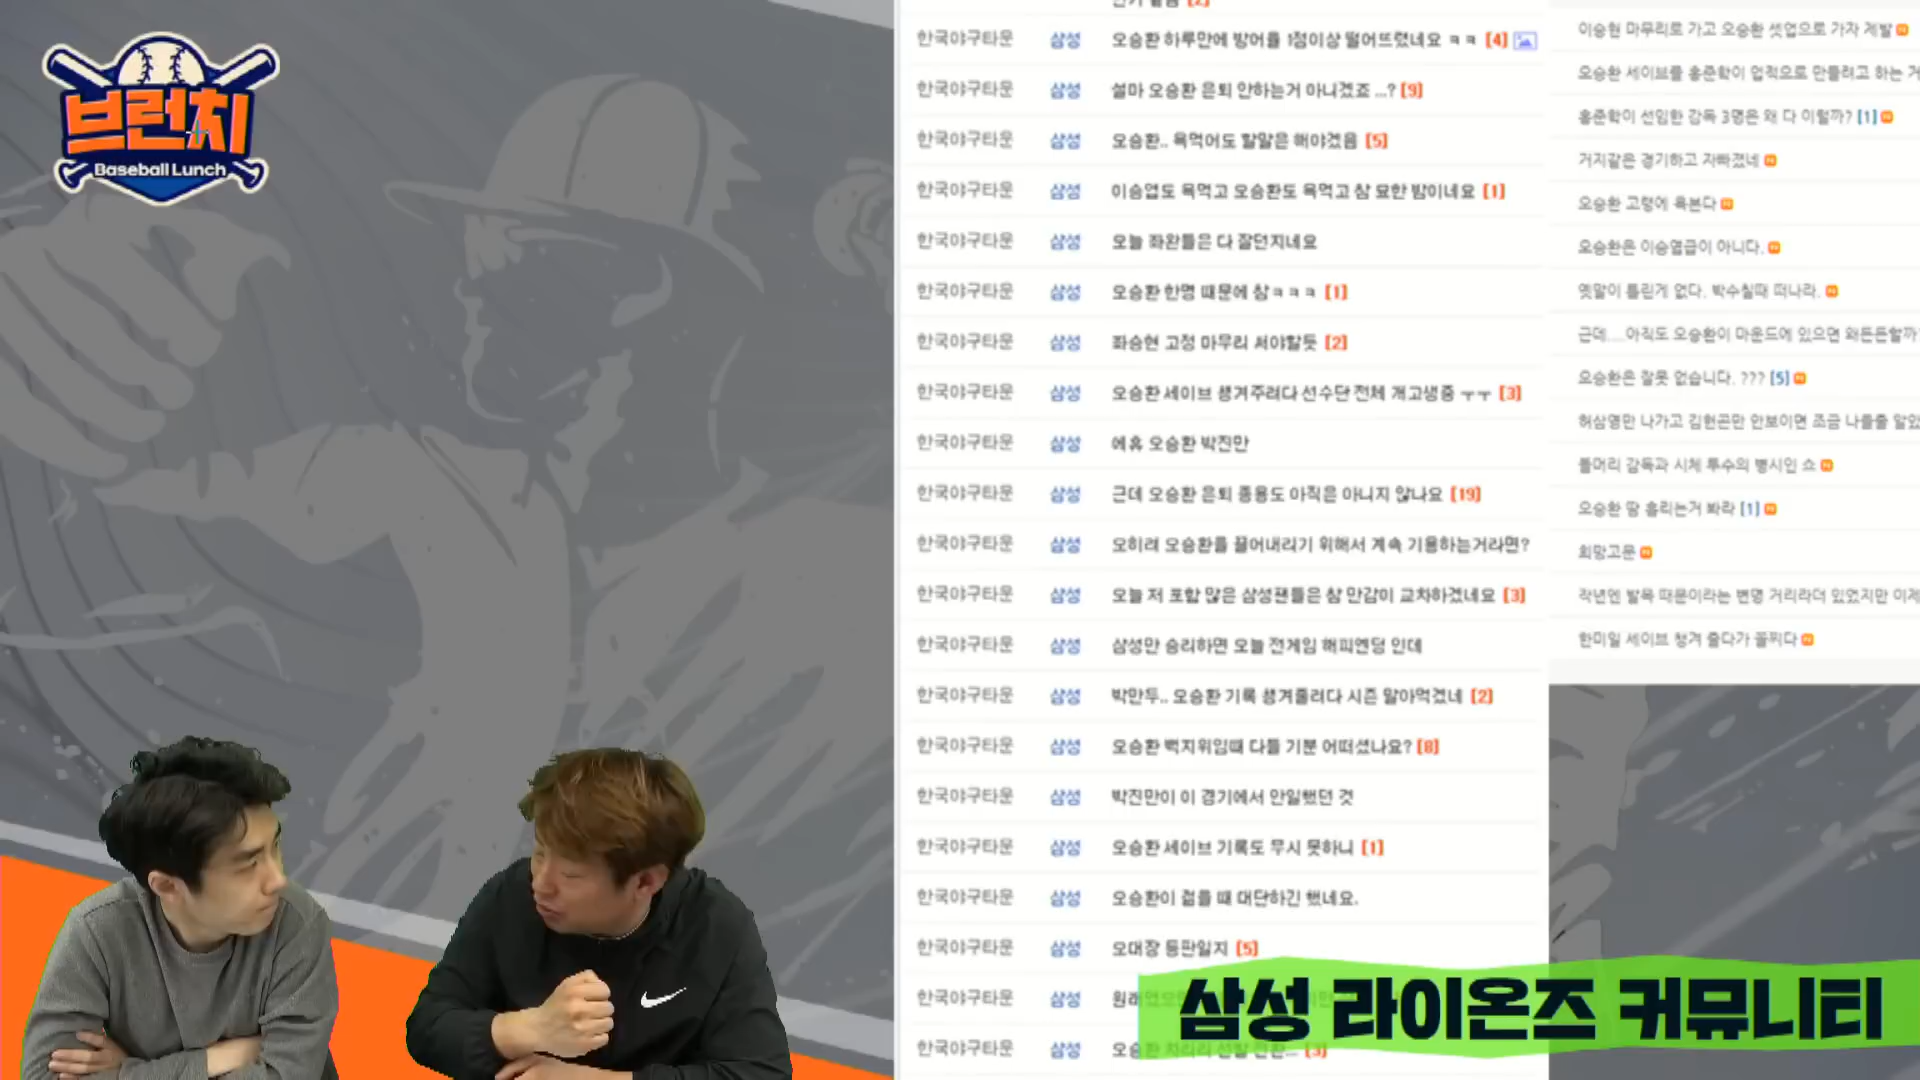 브런치
Baseball Lunch
한국야구타운 삼성 오승환 하루만에 방어률 1점이상 떨어뜨렸네요 ㅋㅋ [4]
한국야구타운 삼성 설마 오승환 은퇴 안하는거 아니겠죠 ...? [9]
한국야구타운 삼성 오승환.. 욕먹어도 할말은 해야겠음 [5]
한국야구타운 삼성 이승엽도 욕먹고 오승환도 욕먹고 참 묘한 밤이네요 [1]
한국야구타운 삼성 오늘 좌완들은 다 잘던지네요
한국야구타운 삼성 오승환 한명 때문에 참ㅋㅋㅋ [1]
한국야구타운 삼성 좌승현 고정 마무리 서야할듯 [2]
한국야구타운 삼성 오승환 세이브 챙겨주려다 선수단 전체 개고생중 ㅜㅜ [3]
한국야구타운 삼성 에휴 오승환 박진만
한국야구타운 삼성 근데 오승환 은퇴 종용도 아직은 아니지 않나요 [19]
한국야구타운 삼성 오히려 오승환를 끌어내리기 위해서 계속 기용하는거라면?
한국야구타운 삼성 오늘 저 포함 많은 삼성팬들은 참 만감이 교차하겠네요 [3]
한국야구타운 삼성 삼성만 승리하면 오늘 전게임 해피엔딩 인데
한국야구타운 삼성 박만두.. 오승환 기록 챙겨줄려다 시즌 말아먹겠네 [2]
한국야구타운 삼성 오승환 백지위임때 다들 기분 어떠셨나요? [8]
한국야구타운 삼성 박진만이 이 경기에서 안일했던 것
한국야구타운 삼성 오승환 세이브 기록도 무시 못하니 [1]
한국야구타운 삼성 오승환이 젊을 때 대단하긴 했네요.
한국야구타운 삼성 오대장 등판일지 [5]
한국야구타운 삼성
한국야구타운 삼성 오승환 차라리 선발 전환... [3]
이승현 마무리로 가고 오승환 셋업으로 가자 제발
오승환 세이브를 홍준학이 업적으로 만들려고 하는
홍준학이 선임한 감독 3명은 왜 다 이럴까? [1]
거지같은 경기하고 자빠졌네
오승환 고령에 욕본다
오승환은 이승엽급이 아니다.
옛말이 틀린게 없다. 박수칠때 떠나라.
근데....아직도 오승환이 마운드에 있으면 왜든든할까
오승환은 잘못 없습니다. ??? [5]
허삼영만 나가고 김헌곤만 안보이면 조금 나을줄 알았
돌머리 감독과 시체 투수의 병시인 쇼
오승환 땀 흘리는거 봐라 [1]
희망고문
작년엔 발목 때문이라는 변명 거리라더 있었지만 이제
한미일 세이브 챙겨 줄다가 꼴찌다
삼성 라이온즈 커뮤니티